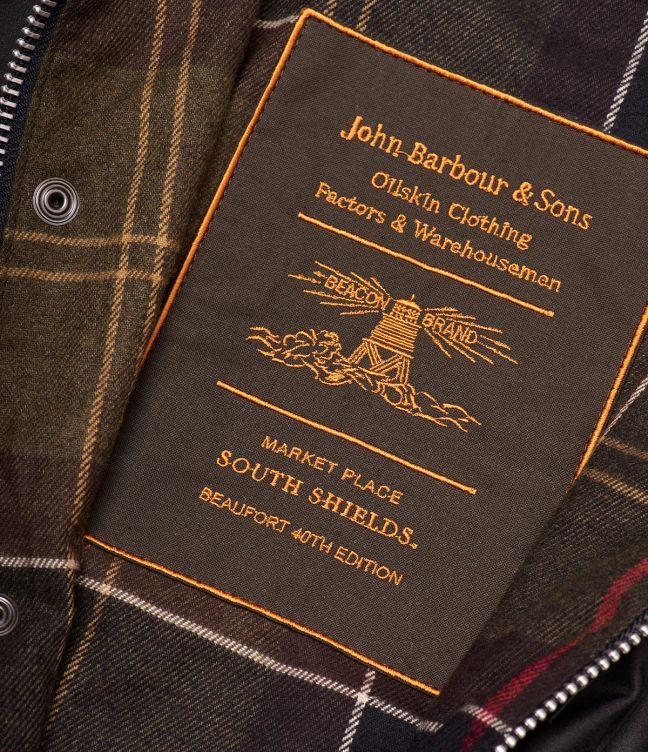 John Barbour & Sons
Oilskin Clothing
Factors & Warehousemen
BEACON BRAND
MARKET PLACE
SOUTH SHIELDS.
BEAUFORT 40TH EDITION